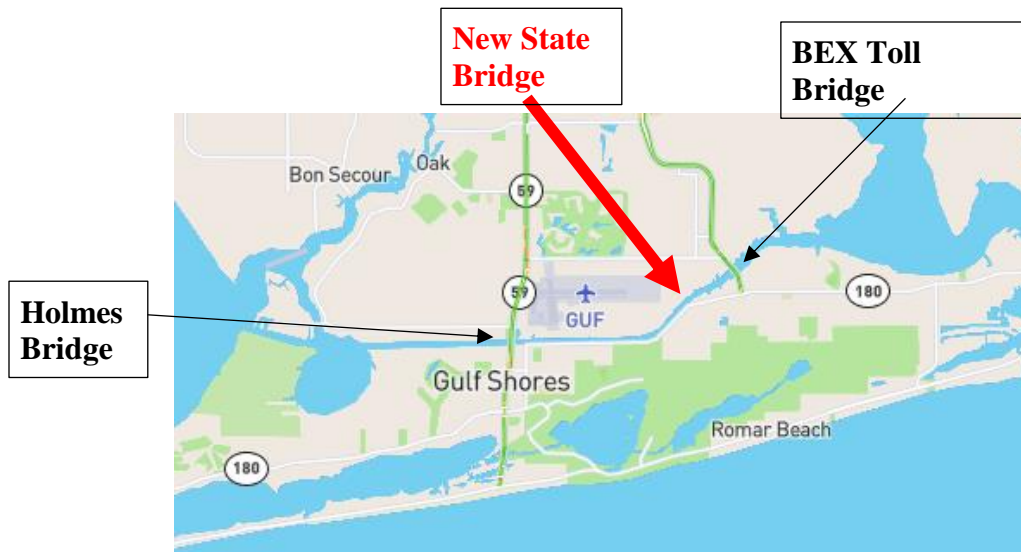 New State
Bridge
BEX Toll
Bridge
Oak
Bon Secour
59
59
180
GUF
Holmes
Bridge
Gulf Shores
Romar Beach
180